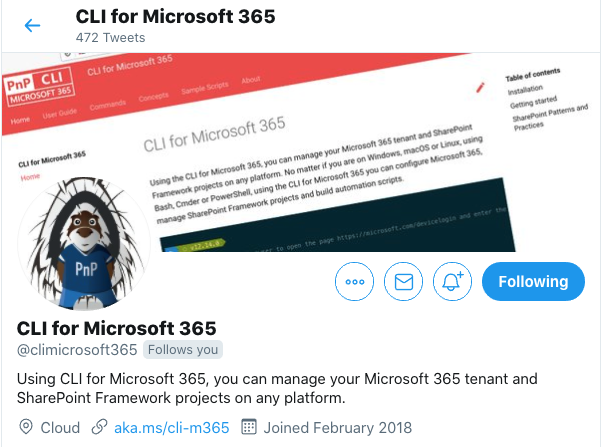 CLI for Microsoft 365
472 Tweets
PnP CLI
MICROSOFT 365
CLI for Microsoft 365
Home User Guide Commands Concepts Sample Scripts About
CLI for Microsoft 365
Home
CLI for Microsoft 365
Using the CLI for Microsoft 365, you can manage your Microsoft 365 tenant and SharePoint
Framework projects on any platform. No matter if you are on Windows, macOS or Linux, using
Bash, Cmder or PowerShell, using the CLI for Microsoft 365 you can configure Microsoft 365,
manage SharePoint Framework projects and build automation scripts.
Table of contents
Installation
Getting started
SharePoint Patterns and
Practices
to open the page https://microsoft.com/devicelogin and enter the
PnP
Following
CLI for Microsoft 365
@climicrosoft365 Follows you
Using CLI for Microsoft 365, you can manage your Microsoft 365 tenant and
SharePoint Framework projects on any platform.
Cloud aka.ms/cli-m365 Joined February 2018